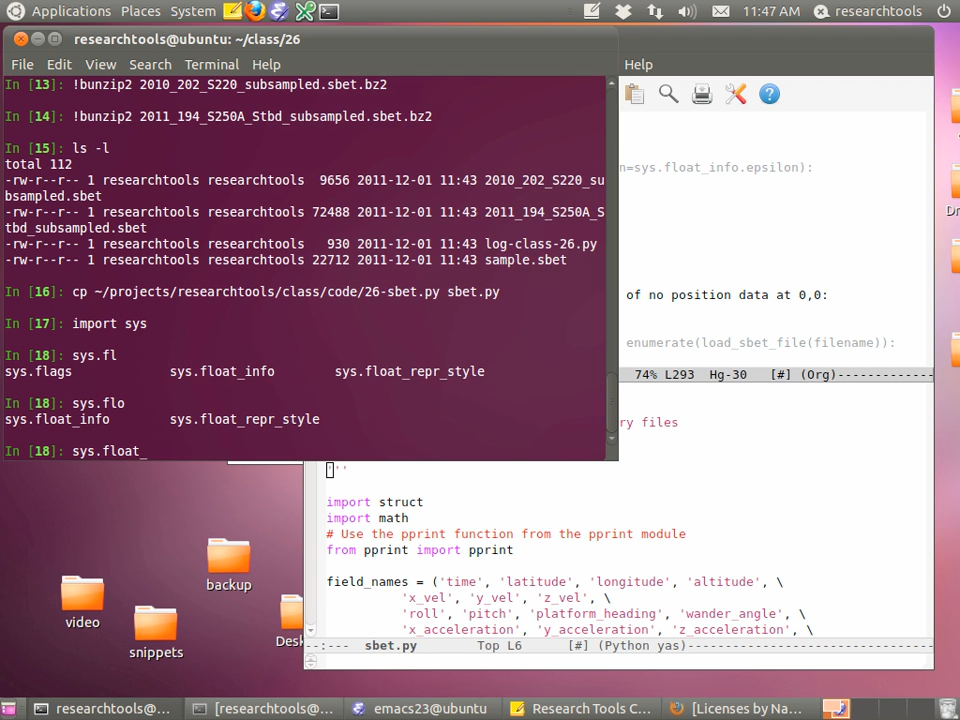 Applications Places System 11:47 AM researchtools
researchtools@ubuntu: ~/class/26
File Edit View Search Terminal Help
Help
In [13]: !bunzip2 2010_202_S220_subsampled.sbet.bz2
In [14]: !bunzip2 2011_194_S250A_Stbd_subsampled.sbet.bz2
In [15]: ls -l
total 112
-rw-r--r-- 1 researchtools researchtools  9656 2011-12-01 11:43 2010_202_S220_su
bsampled.sbet
-rw-r--r-- 1 researchtools researchtools 72488 2011-12-01 11:43 2011_194_S250A_S
tbd_subsampled.sbet
-rw-r--r-- 1 researchtools researchtools   930 2011-12-01 11:43 log-class-26.py
-rw-r--r-- 1 researchtools researchtools 22712 2011-12-01 11:43 sample.sbet
In [16]: cp ~/projects/researchtools/class/code/26-sbet.py sbet.py
In [17]: import sys
In [18]: sys.fl
sys.flags sys.float_info sys.float_repr_style
In [18]: sys.flo
sys.float_info sys.float_repr_style
In [18]: sys.float_
n=sys.float_info.epsilon):
of no position data at 0,0:
enumerate(load_sbet_file(filename)):
74% L293 Hg-30 [#] (Org)-------------
ry files
'''
import struct
import math
# Use the pprint function from the pprint module
from pprint import pprint
field_names = ('time', 'latitude', 'longitude', 'altitude', \
'x_vel', 'y_vel', 'z_vel', \
'roll', 'pitch', 'platform_heading', 'wander_angle', \
'x_acceleration', 'y_acceleration', 'z_acceleration', \
--:--- sbet.py Top L6 [#] (Python yas)-------------------------------
backup
video
snippets
Desk
Dr
researchtools@... [researchtools@... emacs23@ubuntu Research Tools C... [Licenses by Na...